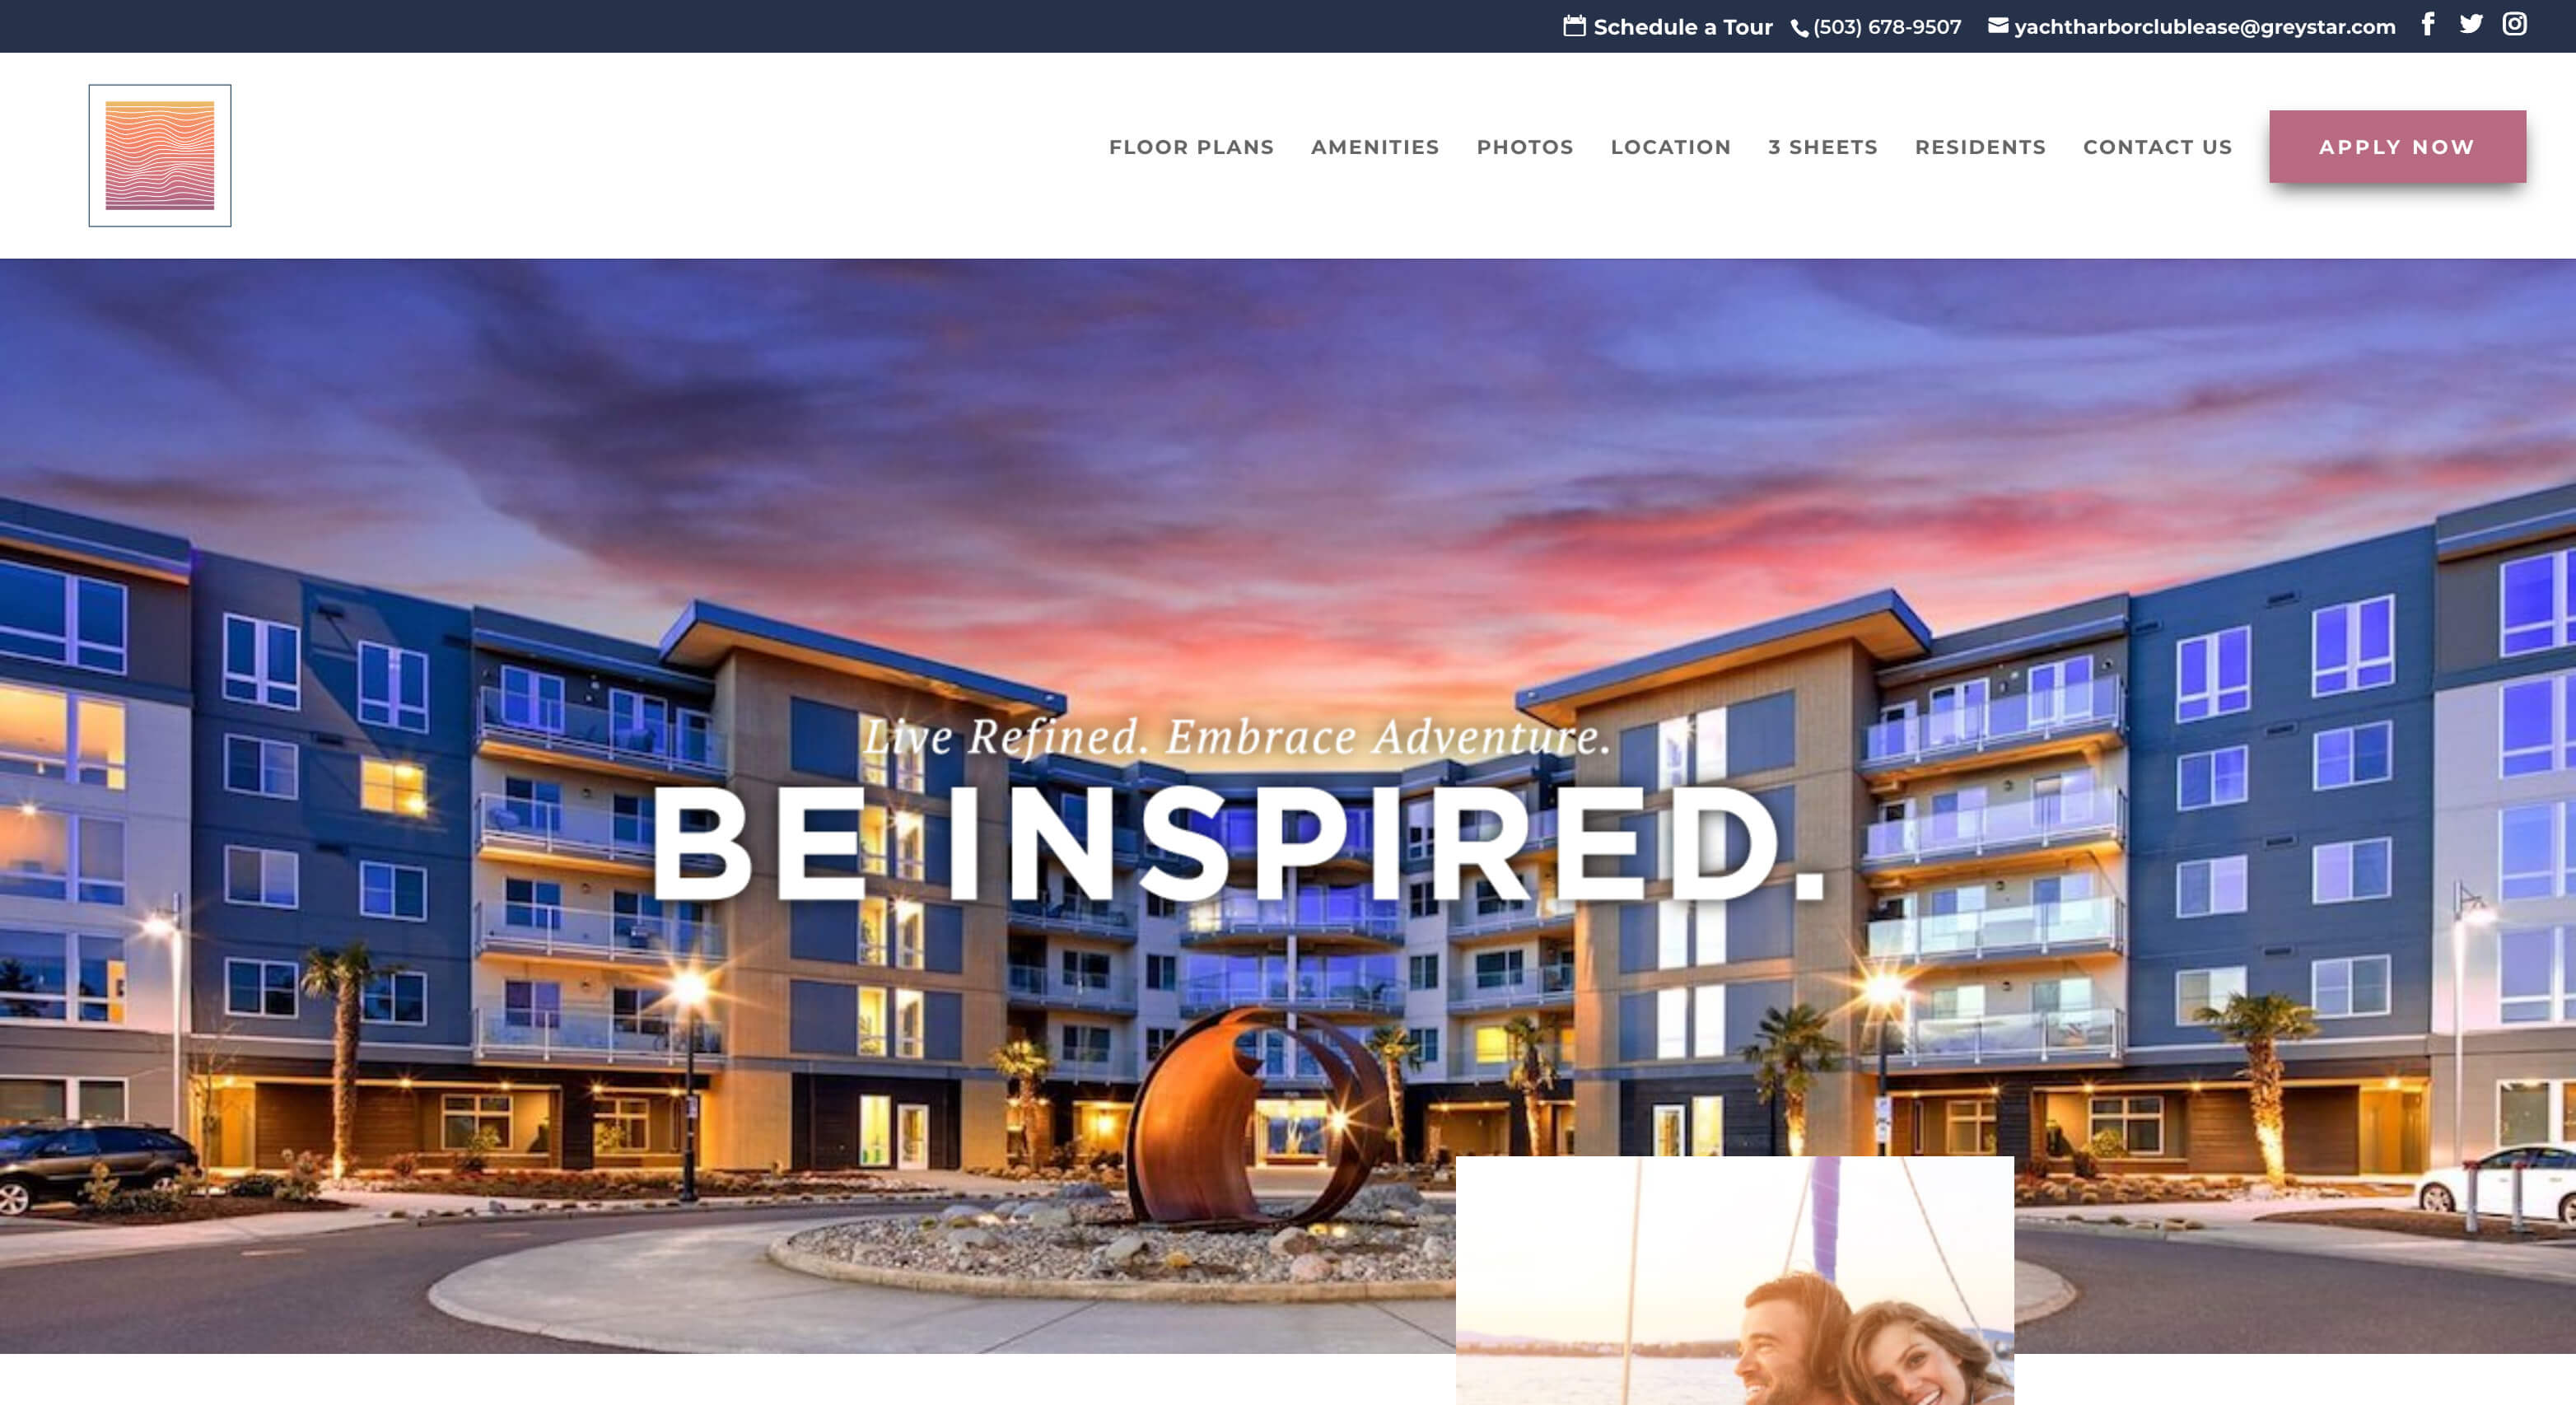 Schedule a Tour (503) 678-9507 yachtharborclublease@greystar.com
FLOOR PLANS AMENITIES PHOTOS LOCATION 3 SHEETS RESIDENTS CONTACT US APPLY NOW
Live Refined. Embrace Adventure.
BE INSPIRED.